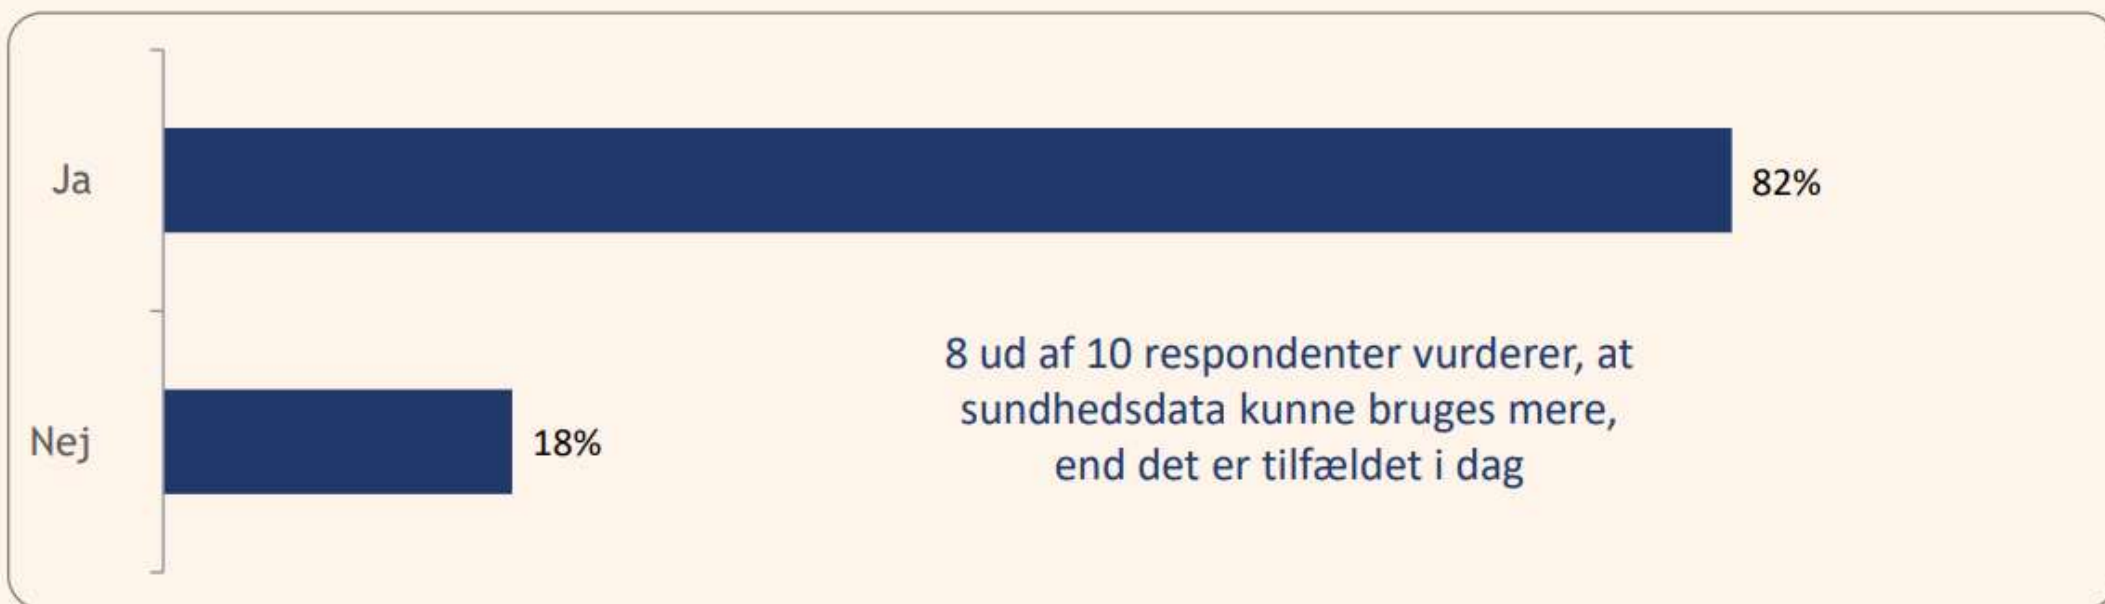 Ja
82%
Nej
18%
8 ud af 10 respondenter vurderer, at
sundhedsdata kunne bruges mere,
end det er tilfældet i dag